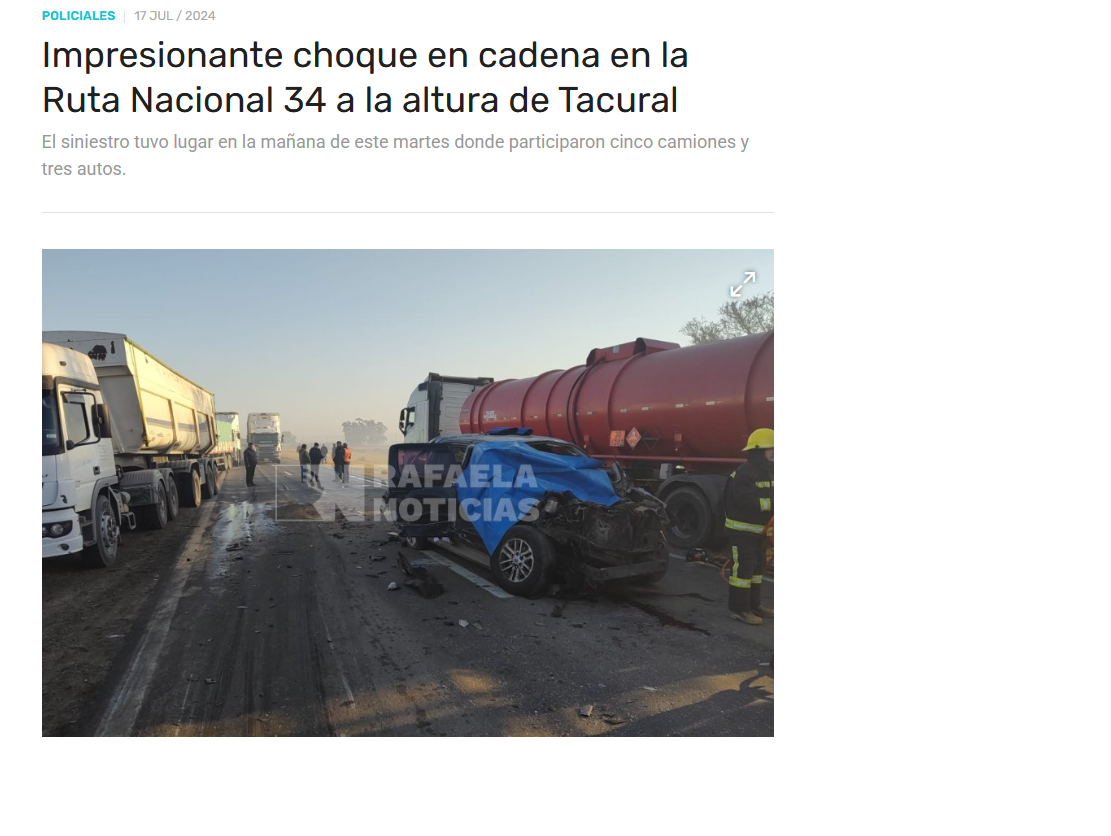 POLICIALES 17 JUL / 2024
Impresionante choque en cadena en la
Ruta Nacional 34 a la altura de Tacural
El siniestro tuvo lugar en la mañana de este martes donde participaron cinco camiones y
tres autos.
RAFAELA
NOTICIAS